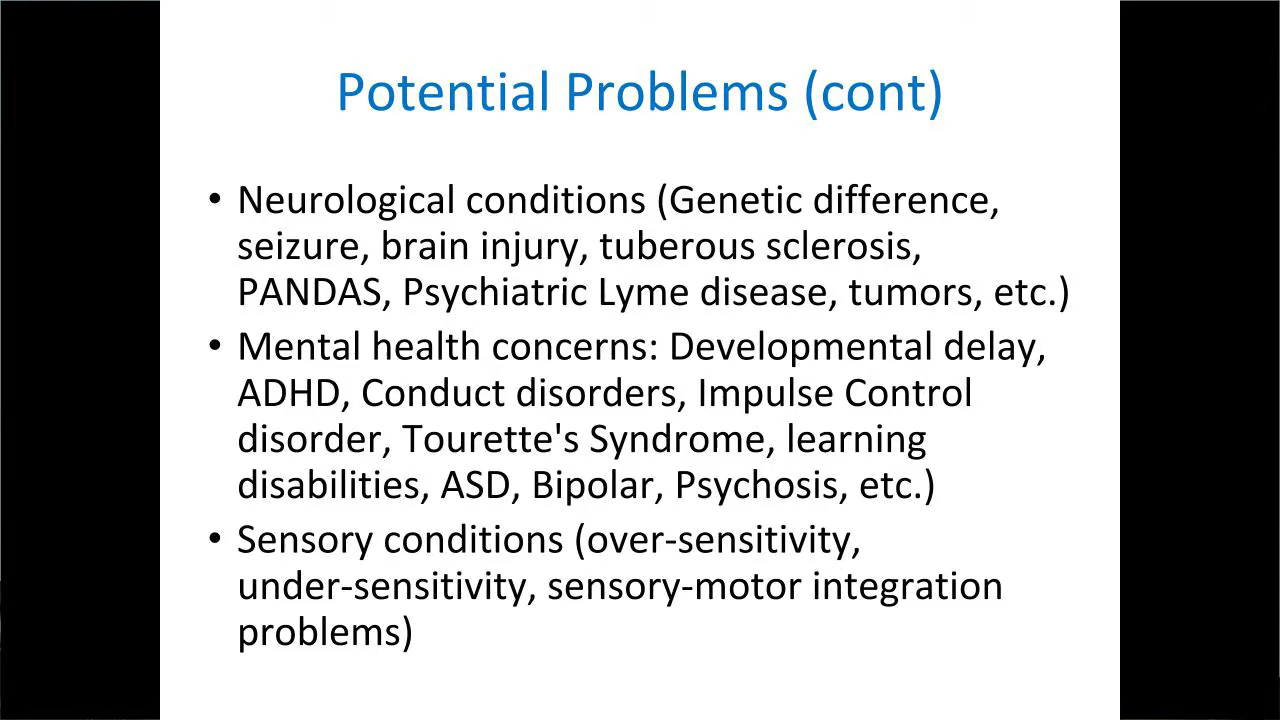 Potential Problems (cont)
• Neurological conditions (Genetic difference,
seizure, brain injury, tuberous sclerosis,
PANDAS, Psychiatric Lyme disease, tumors, etc.)
• Mental health concerns: Developmental delay,
ADHD, Conduct disorders, Impulse Control
disorder, Tourette's Syndrome, learning
disabilities, ASD, Bipolar, Psychosis, etc.)
• Sensory conditions (over-sensitivity,
under-sensitivity, sensory-motor integration
problems)